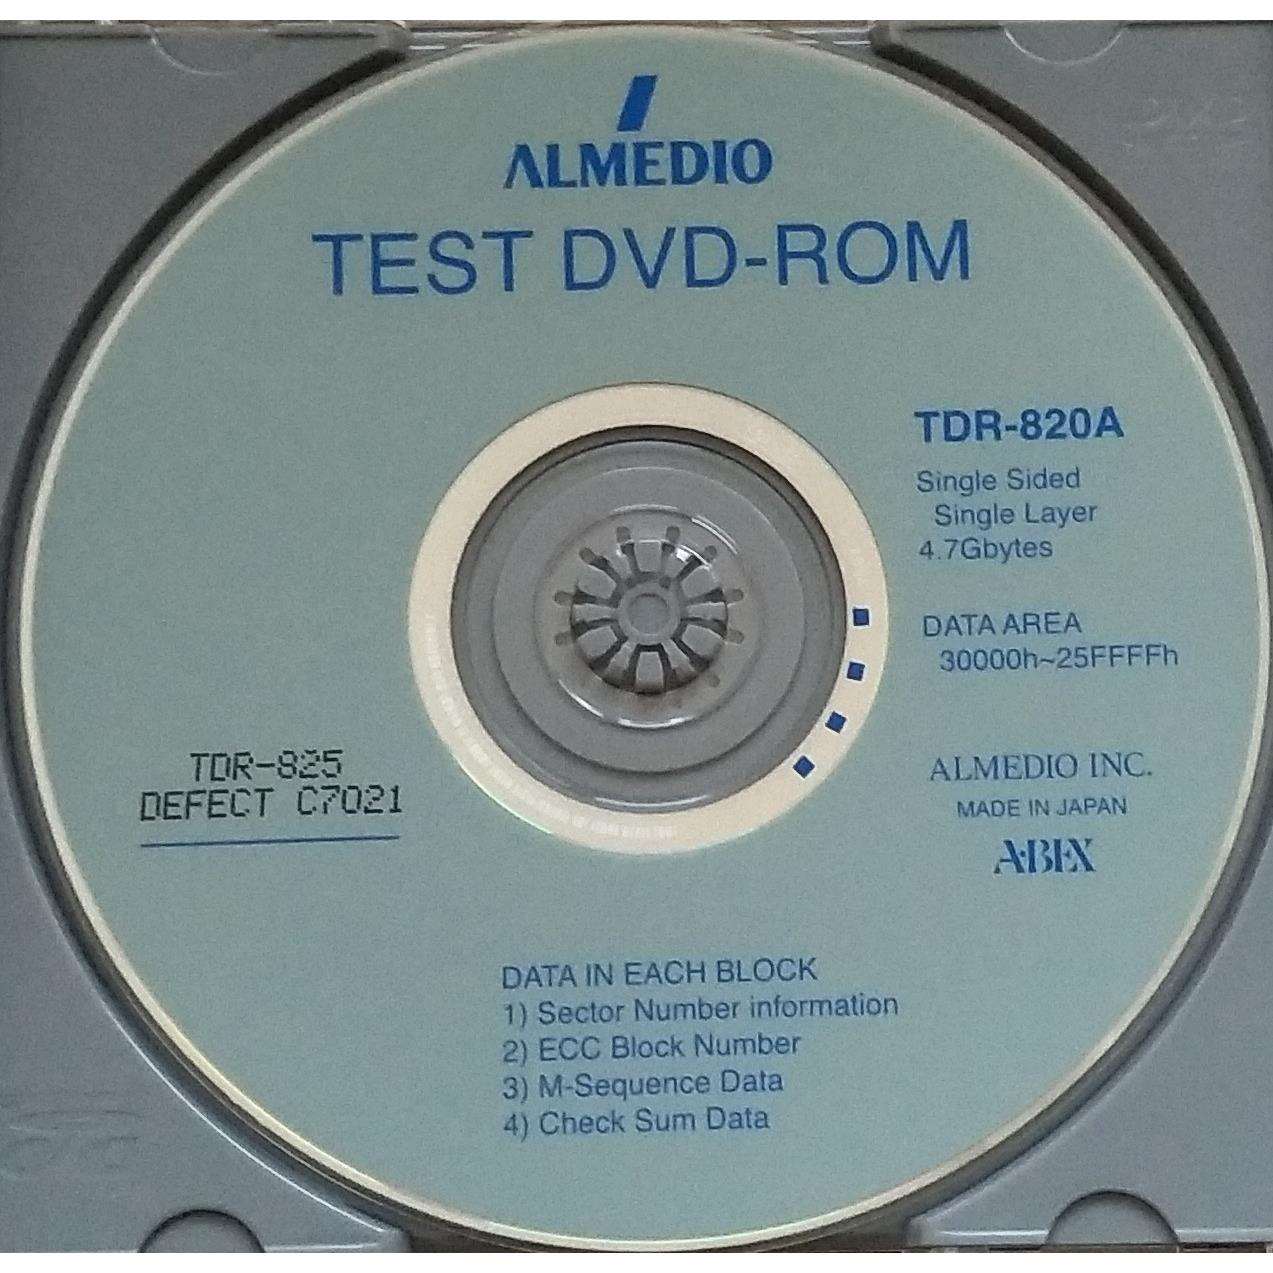 ALMEDIO
TEST DVD-ROM
TDR-820A
Single Sided
Single Layer
4.7Gbytes
DATA AREA
30000h~25FFFFh
TDR-825
DEFECT C7021
ALMEDIO INC.
MADE IN JAPAN
A·BEX
DATA IN EACH BLOCK
1) Sector Number information
2) ECC Block Number
3) M-Sequence Data
4) Check Sum Data